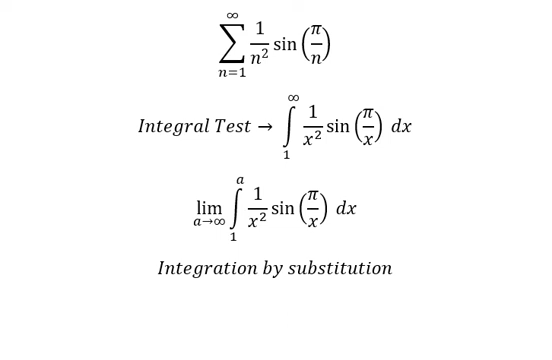 ∞∑n=1 1/n² sin(π/n)
Integral Test → ∫₁^∞ 1/x² sin(π/x) dx
lim a→∞ ∫₁^a 1/x² sin(π/x) dx
Integration by substitution